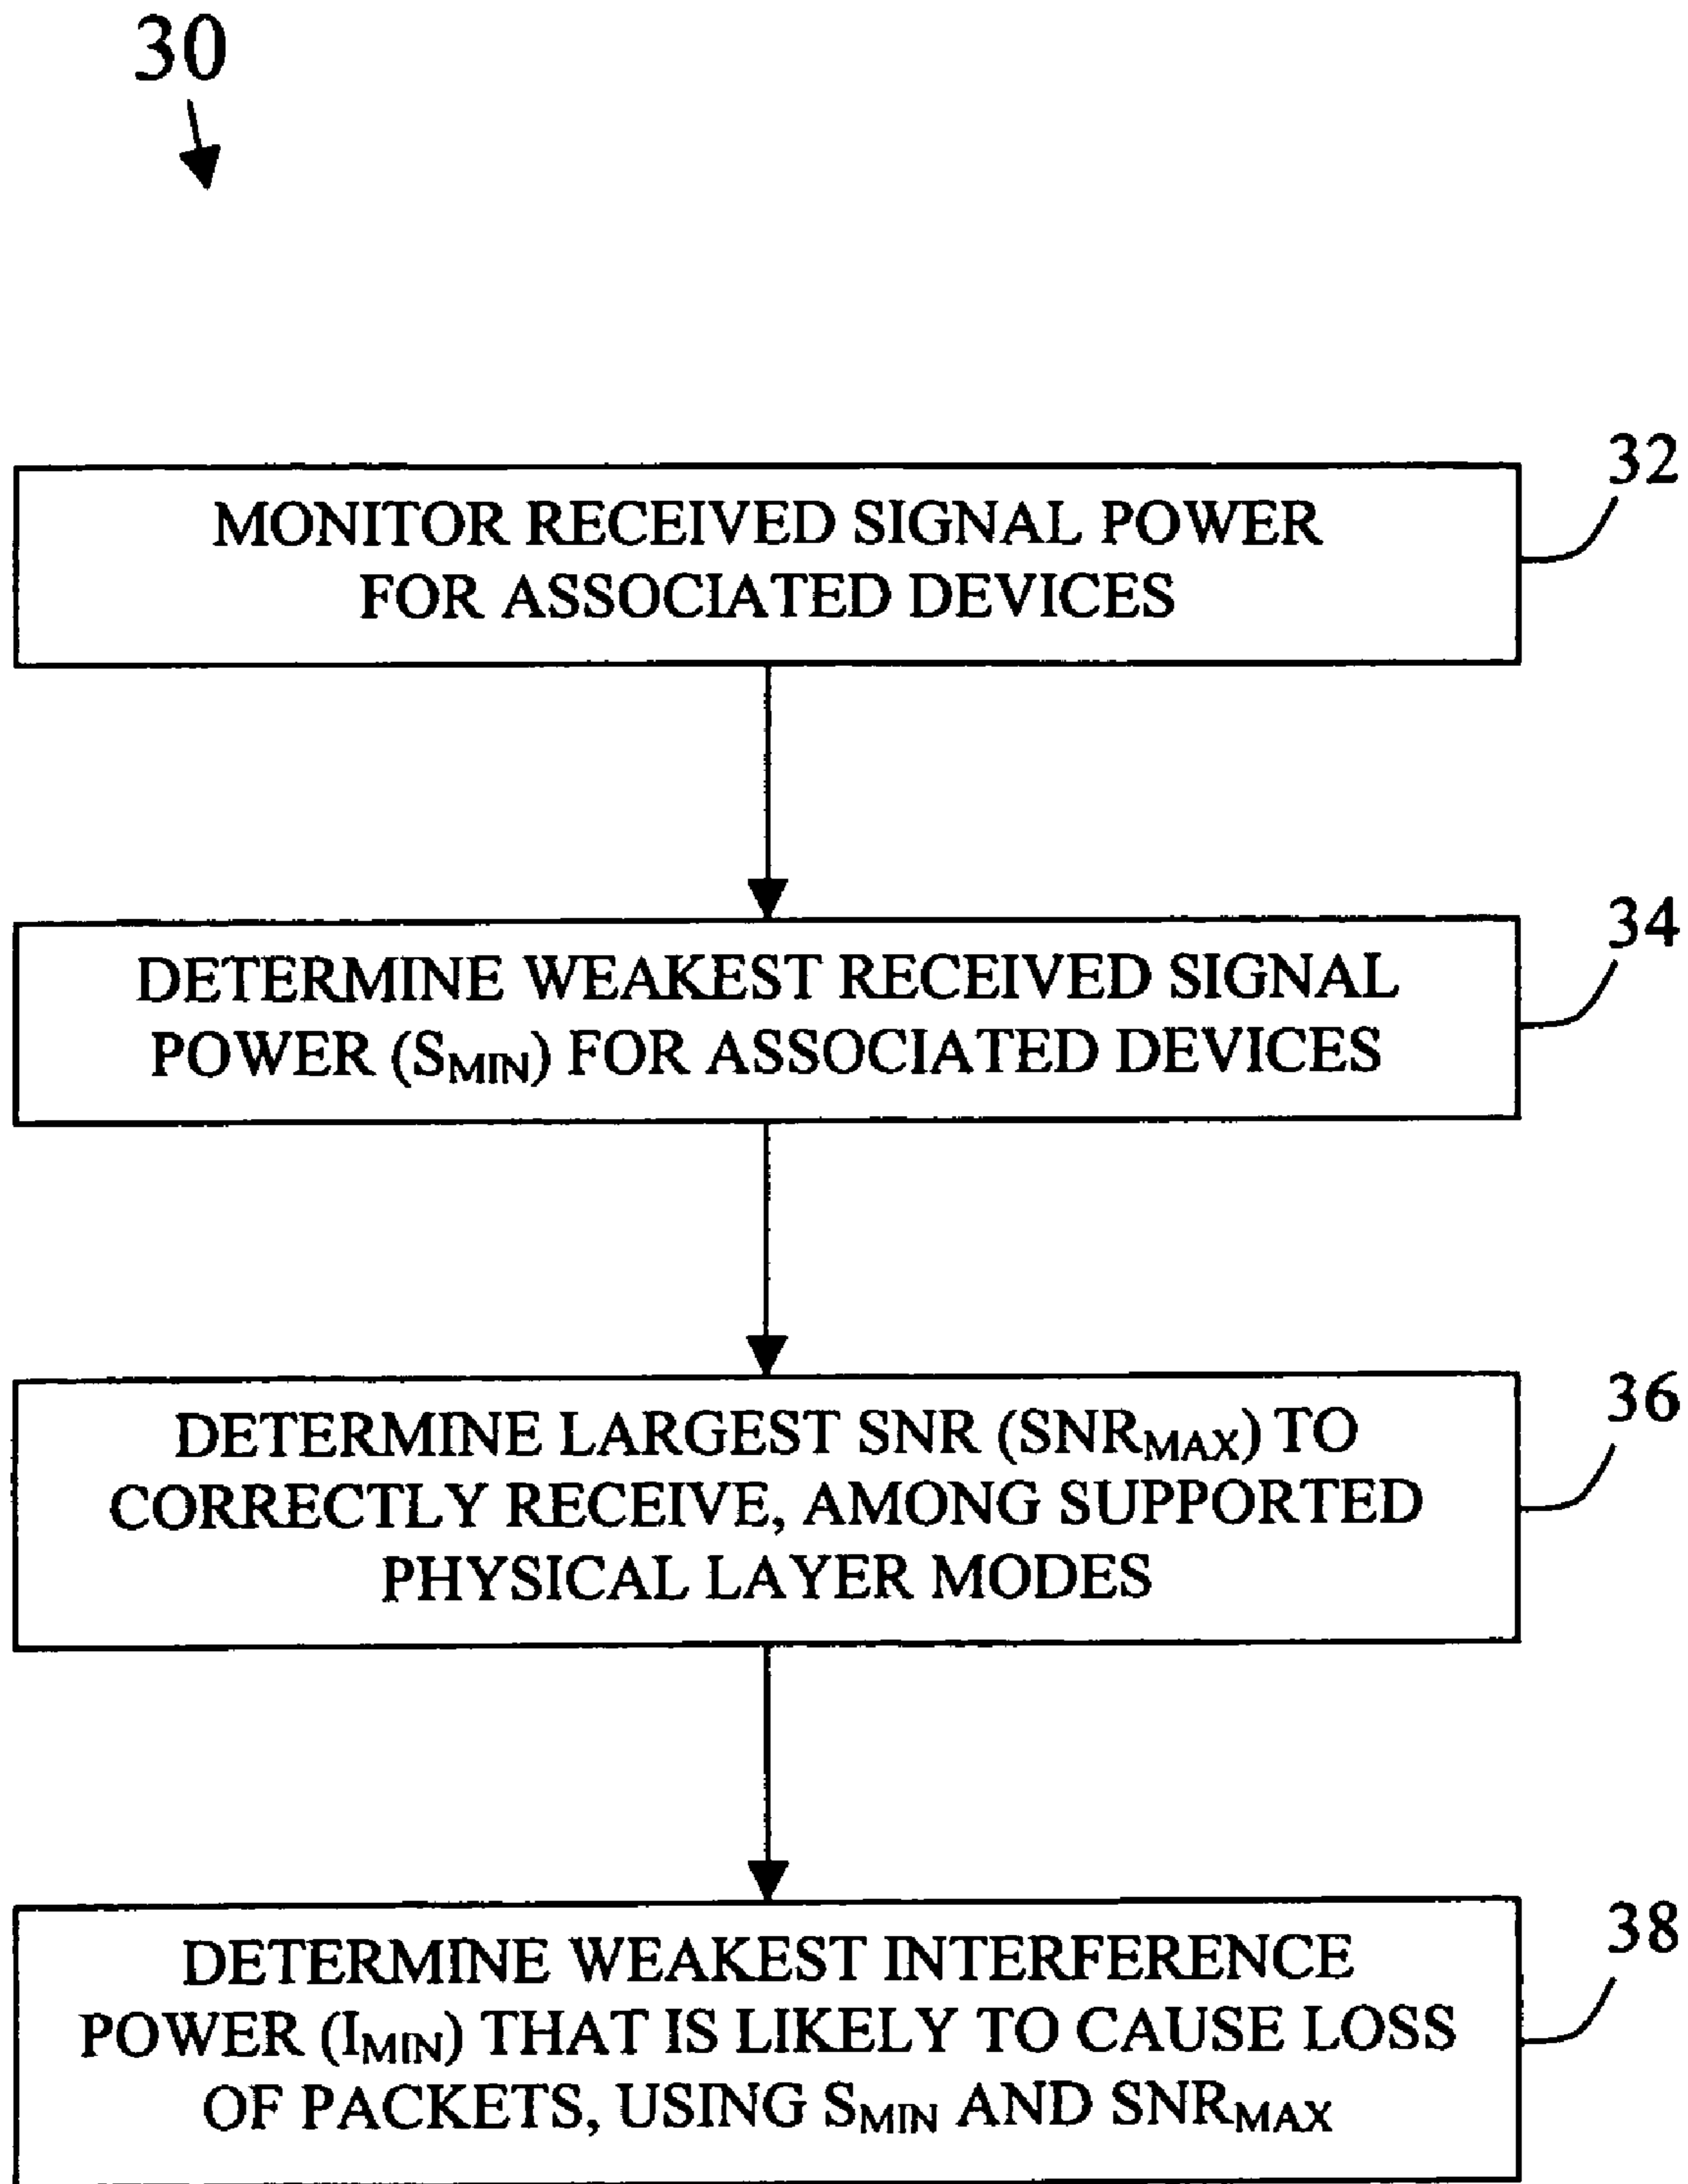 30
32
MONITOR RECEIVED SIGNAL POWER
FOR ASSOCIATED DEVICES
34
DETERMINE WEAKEST RECEIVED SIGNAL
POWER (SMIN) FOR ASSOCIATED DEVICES
36
DETERMINE LARGEST SNR (SNRMAX) TO
CORRECTLY RECEIVE, AMONG SUPPORTED
PHYSICAL LAYER MODES
38
DETERMINE WEAKEST INTERFERENCE
POWER (IMIN) THAT IS LIKELY TO CAUSE LOSS
OF PACKETS, USING SMIN AND SNRMAX